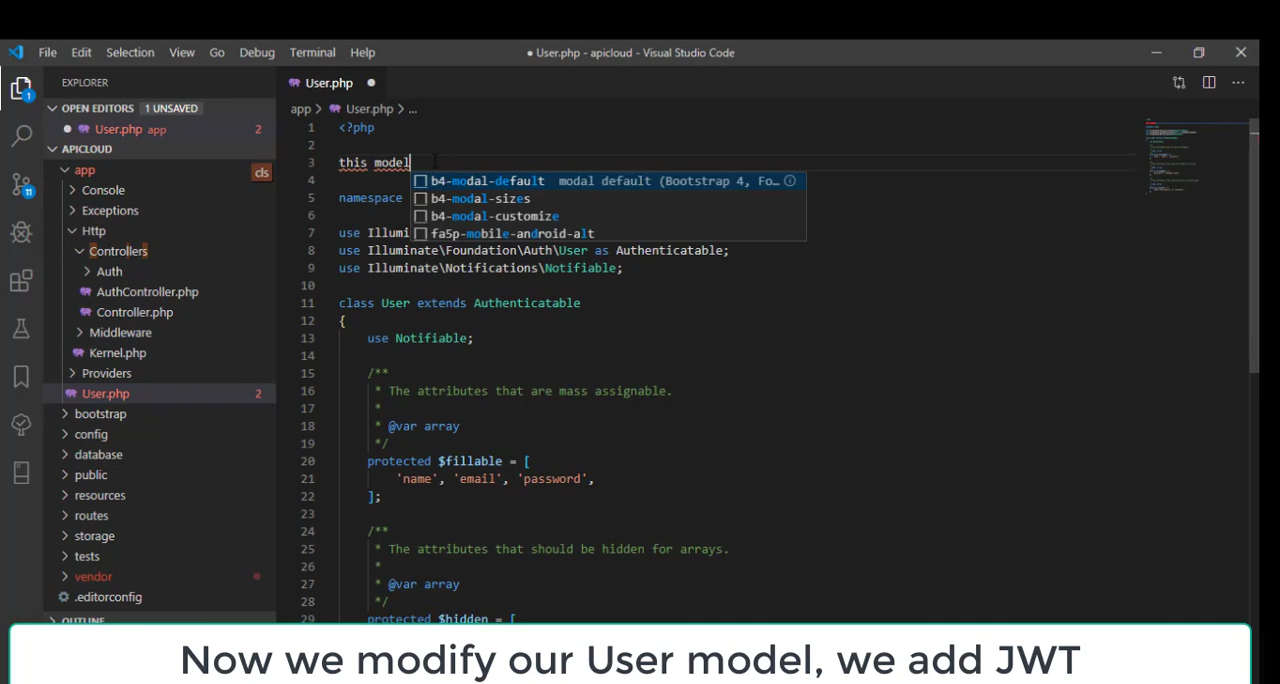 File Edit Selection View Go Debug Terminal Help
● User.php - apicloud - Visual Studio Code
EXPLORER
OPEN EDITORS 1 UNSAVED
User.php app 2
APICLOUD
app
cls
Console
Exceptions
Http
Controllers
Auth
AuthController.php
Controller.php
Middleware
Kernel.php
Providers
User.php 2
bootstrap
config
database
public
resources
routes
storage
tests
vendor
.editorconfig
OUTLINE
1
11
User.php
app > User.php > ...
1 <?php
2
3 this model
4
5 namespace
6
7 use Illumi
8 use Illuminate\Foundation\Auth\User as Authenticatable;
9 use Illuminate\Notifications\Notifiable;
10
11 class User extends Authenticatable
12 {
13 use Notifiable;
14
15 /**
16 * The attributes that are mass assignable.
17 *
18 * @var array
19 */
20 protected $fillable = [
21 'name', 'email', 'password',
22 ];
23
24 /**
25 * The attributes that should be hidden for arrays.
26 *
27 * @var array
28 */
29 protected $hidden = [
b4-modal-default modal default (Bootstrap 4, Fo...
b4-modal-sizes
b4-modal-customize
fa5p-mobile-android-alt
Now we modify our User model, we add JWT